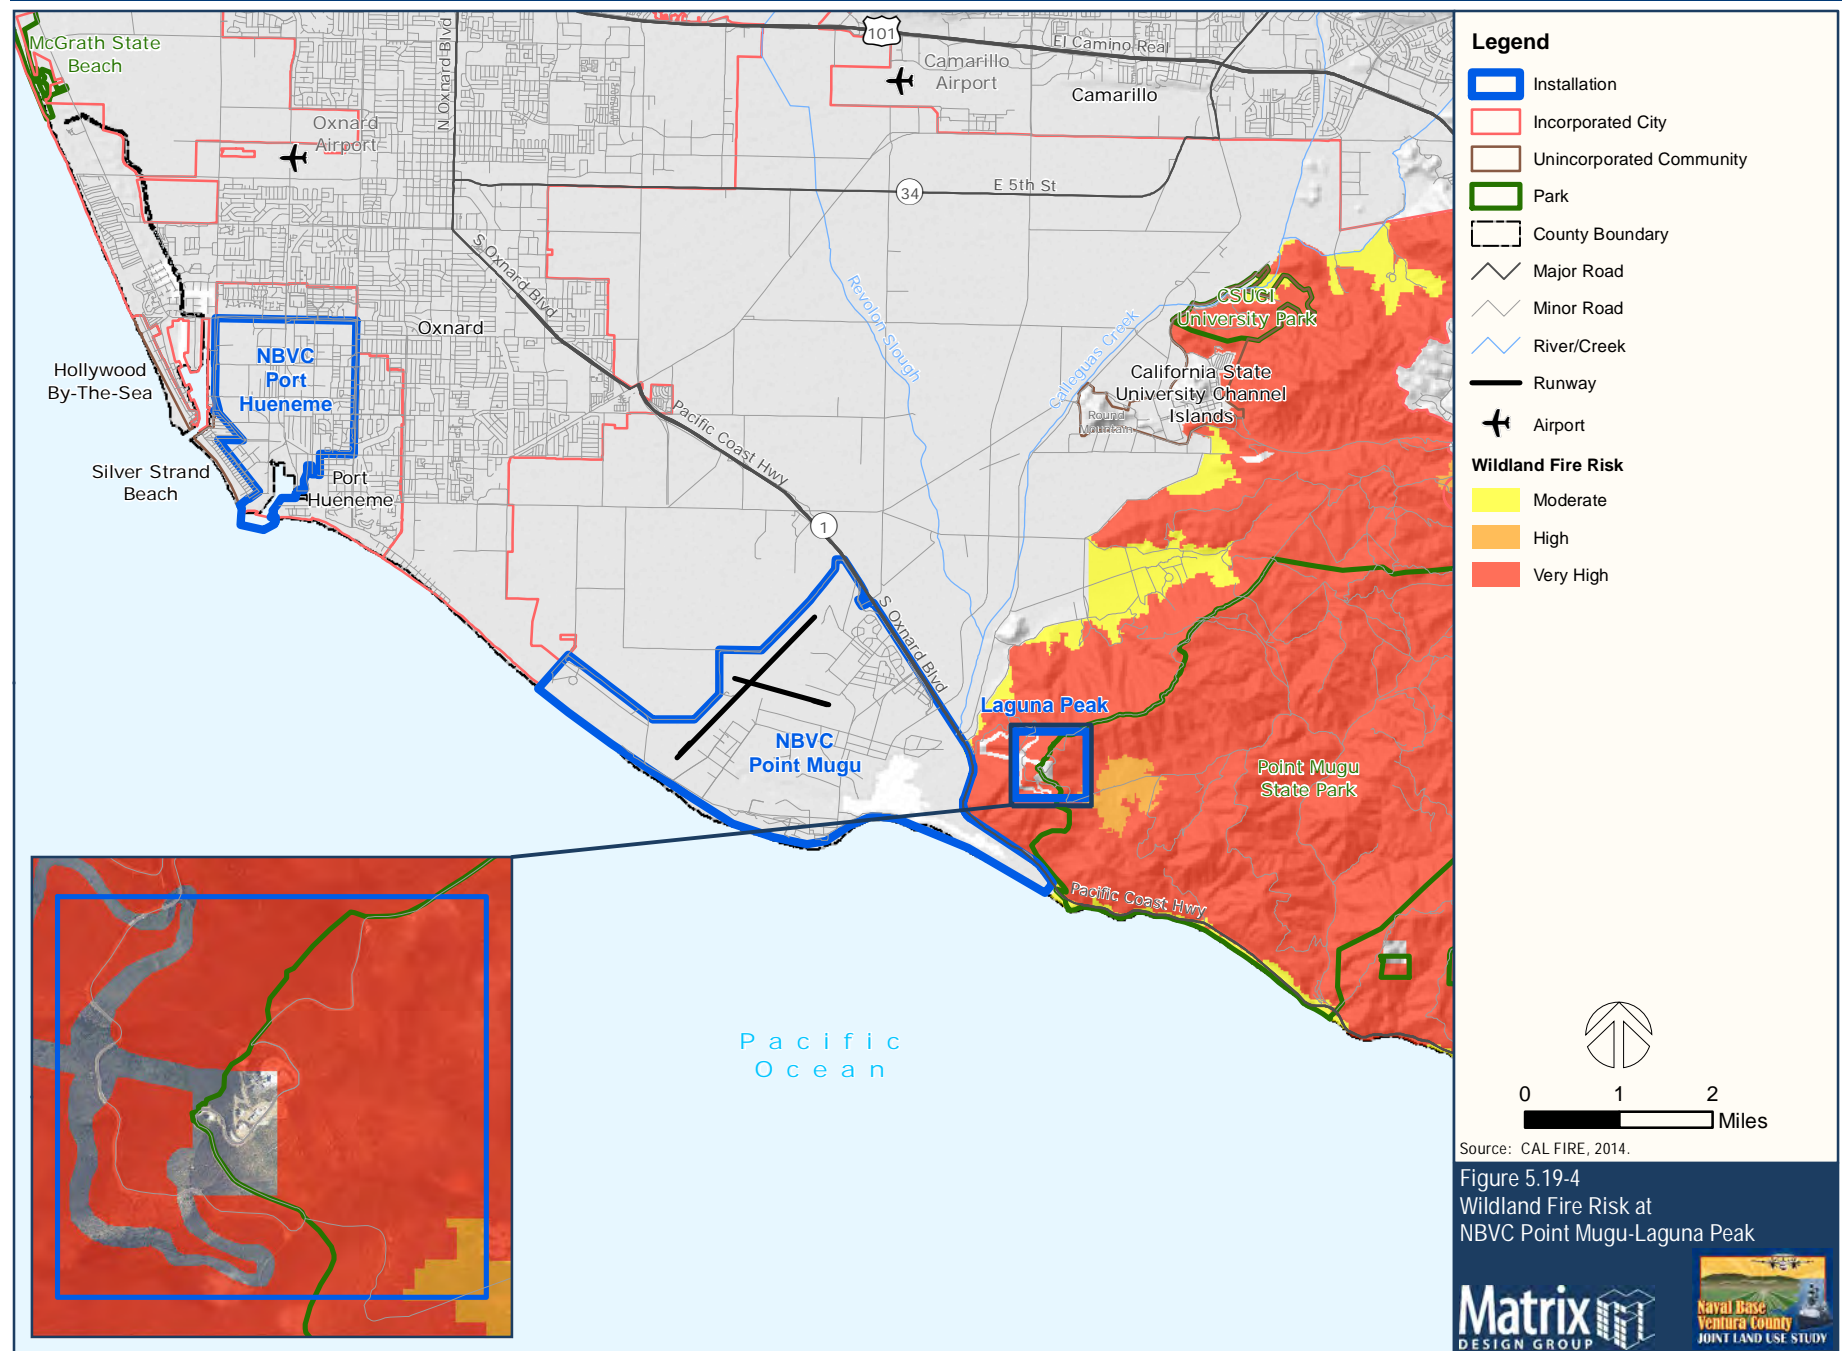 McGrath State
Beach
N Oxnard Blvd
101
El Camino Real
Camarillo
Airport
Camarillo
Oxnard
Airport
34
E 5th St
S Oxnard Blvd
Revolon Slough
Calleguas Creek
CSUCI
University Park
Oxnard
NBVC
Port
Hueneme
Hollywood
By-The-Sea
California State
University Channel
Islands
Round
Mountain
Pacific Coast Hwy
Silver Strand
Beach
Port
Hueneme
1
S Oxnard Blvd
Laguna Peak
NBVC
Point Mugu
Point Mugu
State Park
Pacific Coast Hwy
Pacific
Ocean
Legend
Installation
Incorporated City
Unincorporated Community
Park
County Boundary
Major Road
Minor Road
River/Creek
Runway
Airport
Wildland Fire Risk
Moderate
High
Very High
0 1 2
Miles
Source: CAL FIRE, 2014.
Figure 5.19-4
Wildland Fire Risk at
NBVC Point Mugu-Laguna Peak
Matrix
DESIGN GROUP
Naval Base
Ventura County
JOINT LAND USE STUDY